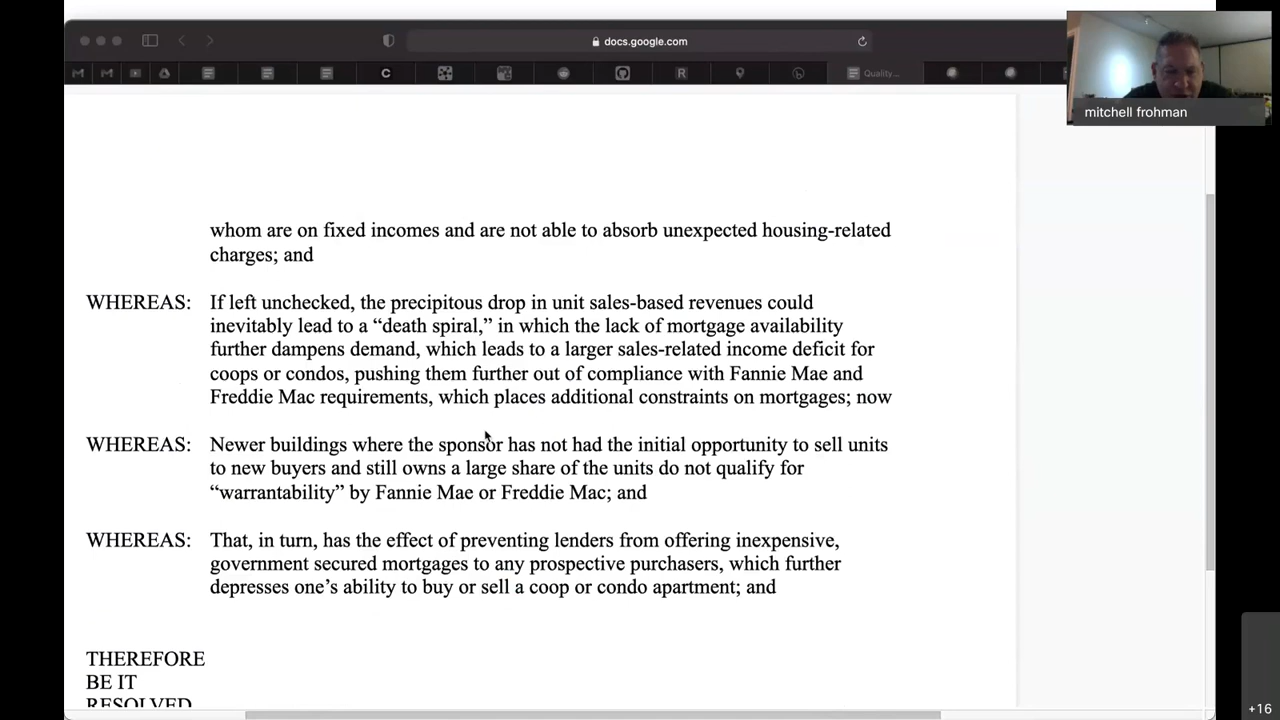 docs.google.com
C
R
Quality...
mitchell frohman
whom are on fixed incomes and are not able to absorb unexpected housing-related
charges; and
WHEREAS: If left unchecked, the precipitous drop in unit sales-based revenues could
inevitably lead to a “death spiral,” in which the lack of mortgage availability
further dampens demand, which leads to a larger sales-related income deficit for
coops or condos, pushing them further out of compliance with Fannie Mae and
Freddie Mac requirements, which places additional constraints on mortgages; now
WHEREAS: Newer buildings where the sponsor has not had the initial opportunity to sell units
to new buyers and still owns a large share of the units do not qualify for
“warrantability” by Fannie Mae or Freddie Mac; and
WHEREAS: That, in turn, has the effect of preventing lenders from offering inexpensive,
government secured mortgages to any prospective purchasers, which further
depresses one’s ability to buy or sell a coop or condo apartment; and
THEREFORE
BE IT
RESOLVED
+16